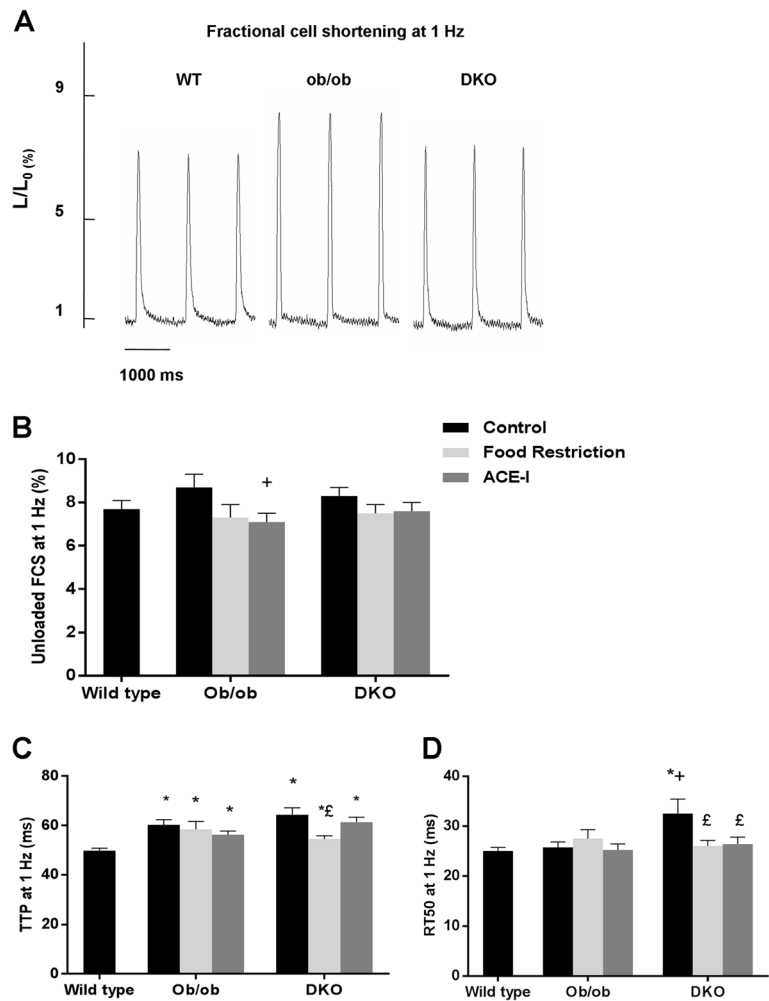 A
Fractional cell shortening at 1 Hz
WT
ob/ob
DKO
9
5
1
L/L0 (%)
1000 ms
B
Control
Food Restriction
ACE-I
Unloaded FCS at 1 Hz (%)
10
8
6
4
2
0
+
Wild type
Ob/ob
DKO
C
TTP at 1 Hz (ms)
80
60
40
20
0
* * * * *£ *
Wild type
Ob/ob
DKO
D
RT50 at 1 Hz (ms)
40
30
20
10
0
*+
£ £
Wild type
Ob/ob
DKO